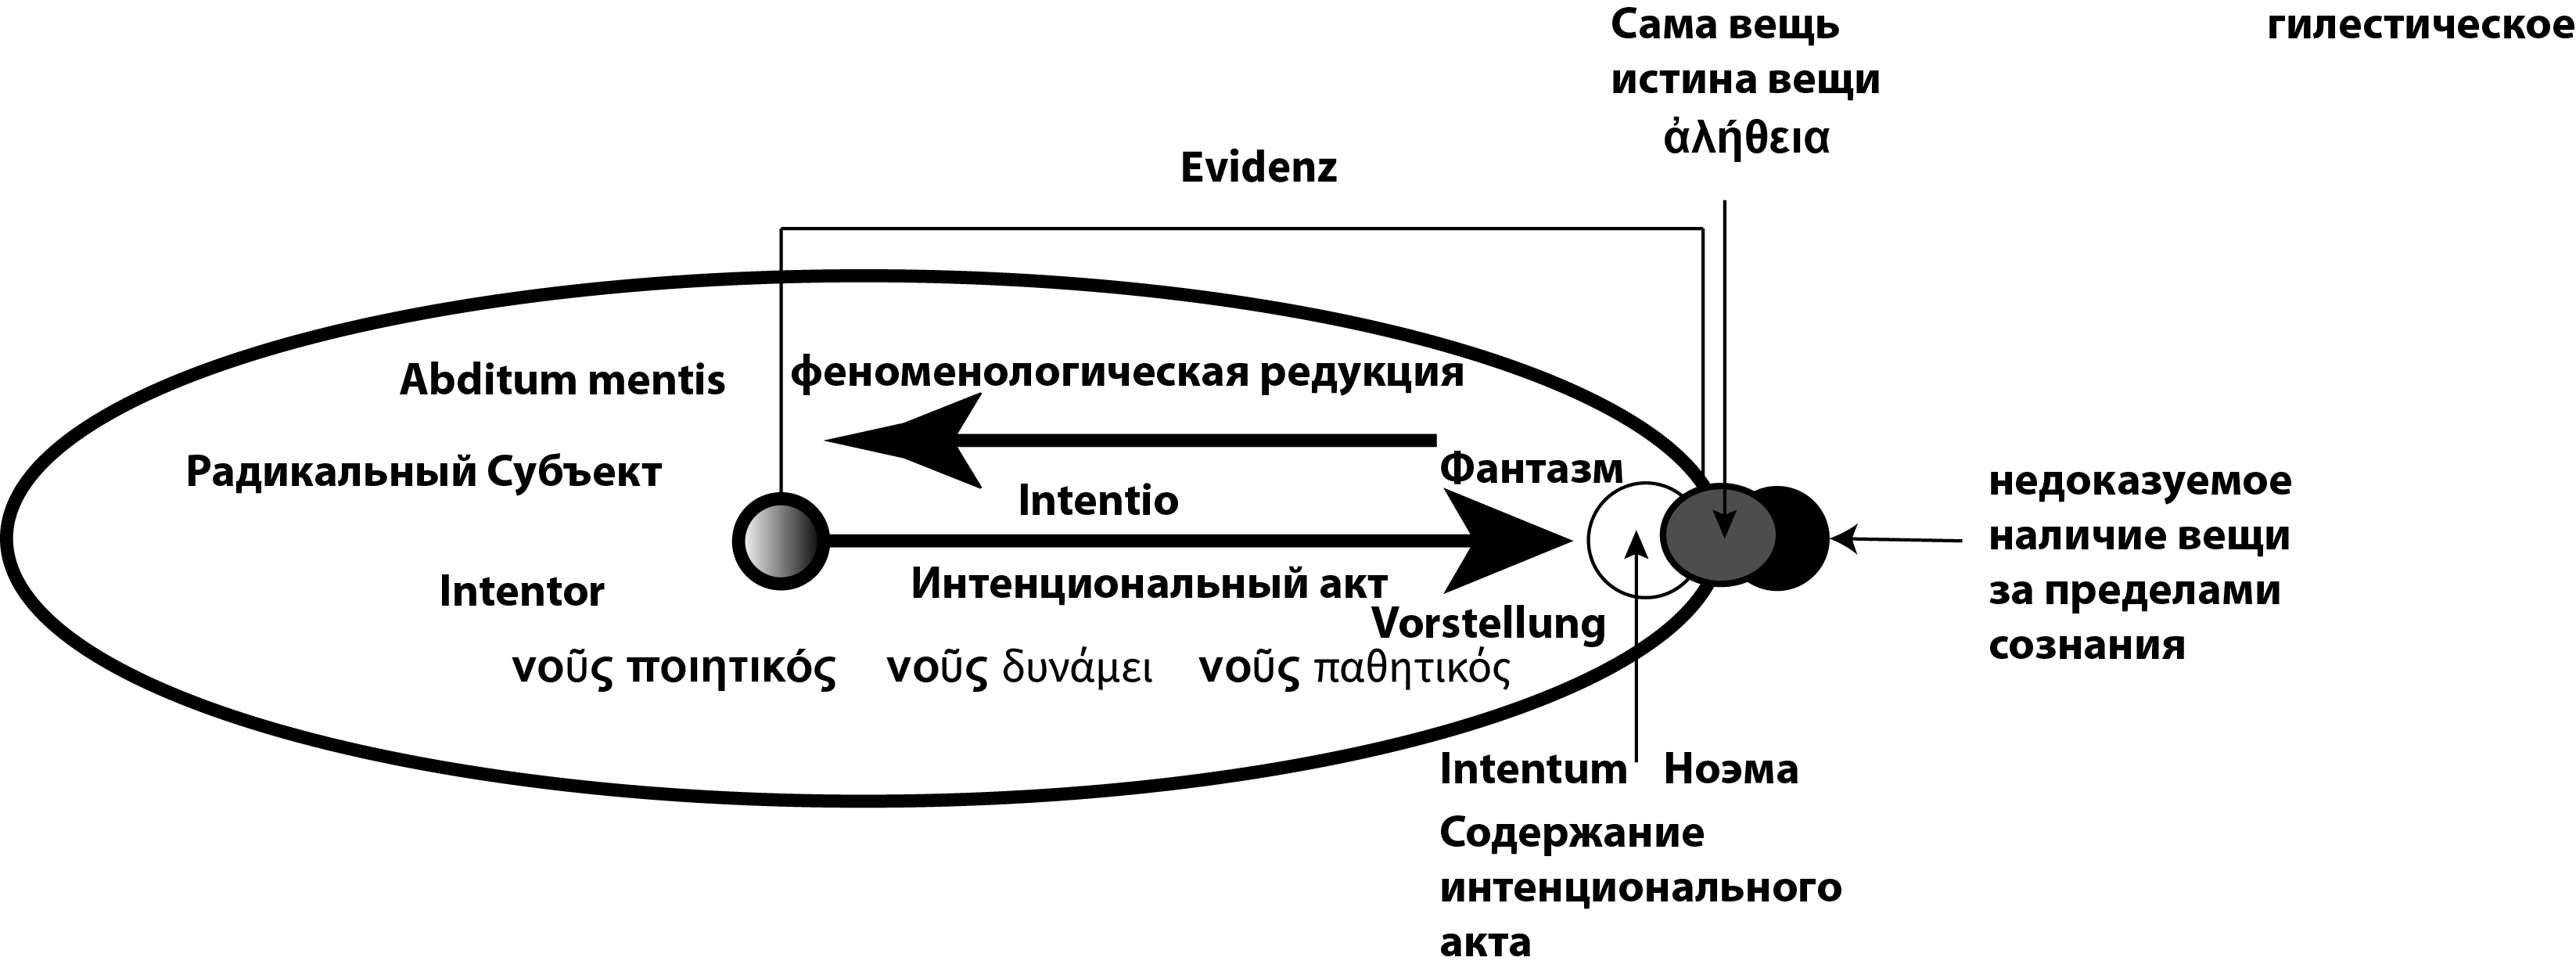 Сама вещь
истина вещи
ἀλήθεια
гилестическое
Evidenz
Abditum mentis
феноменологическая редукция
Радикальный Субъект
Фантазм
Intentio
недоказуемое
наличие вещи
за пределами
сознания
Intentor
Интенциональный акт
Vorstellung
νοῦς ποιητικός νοῦς δυνάμει νοῦς παθητικός
Intentum Ноэма
Содержание
интенционального
акта